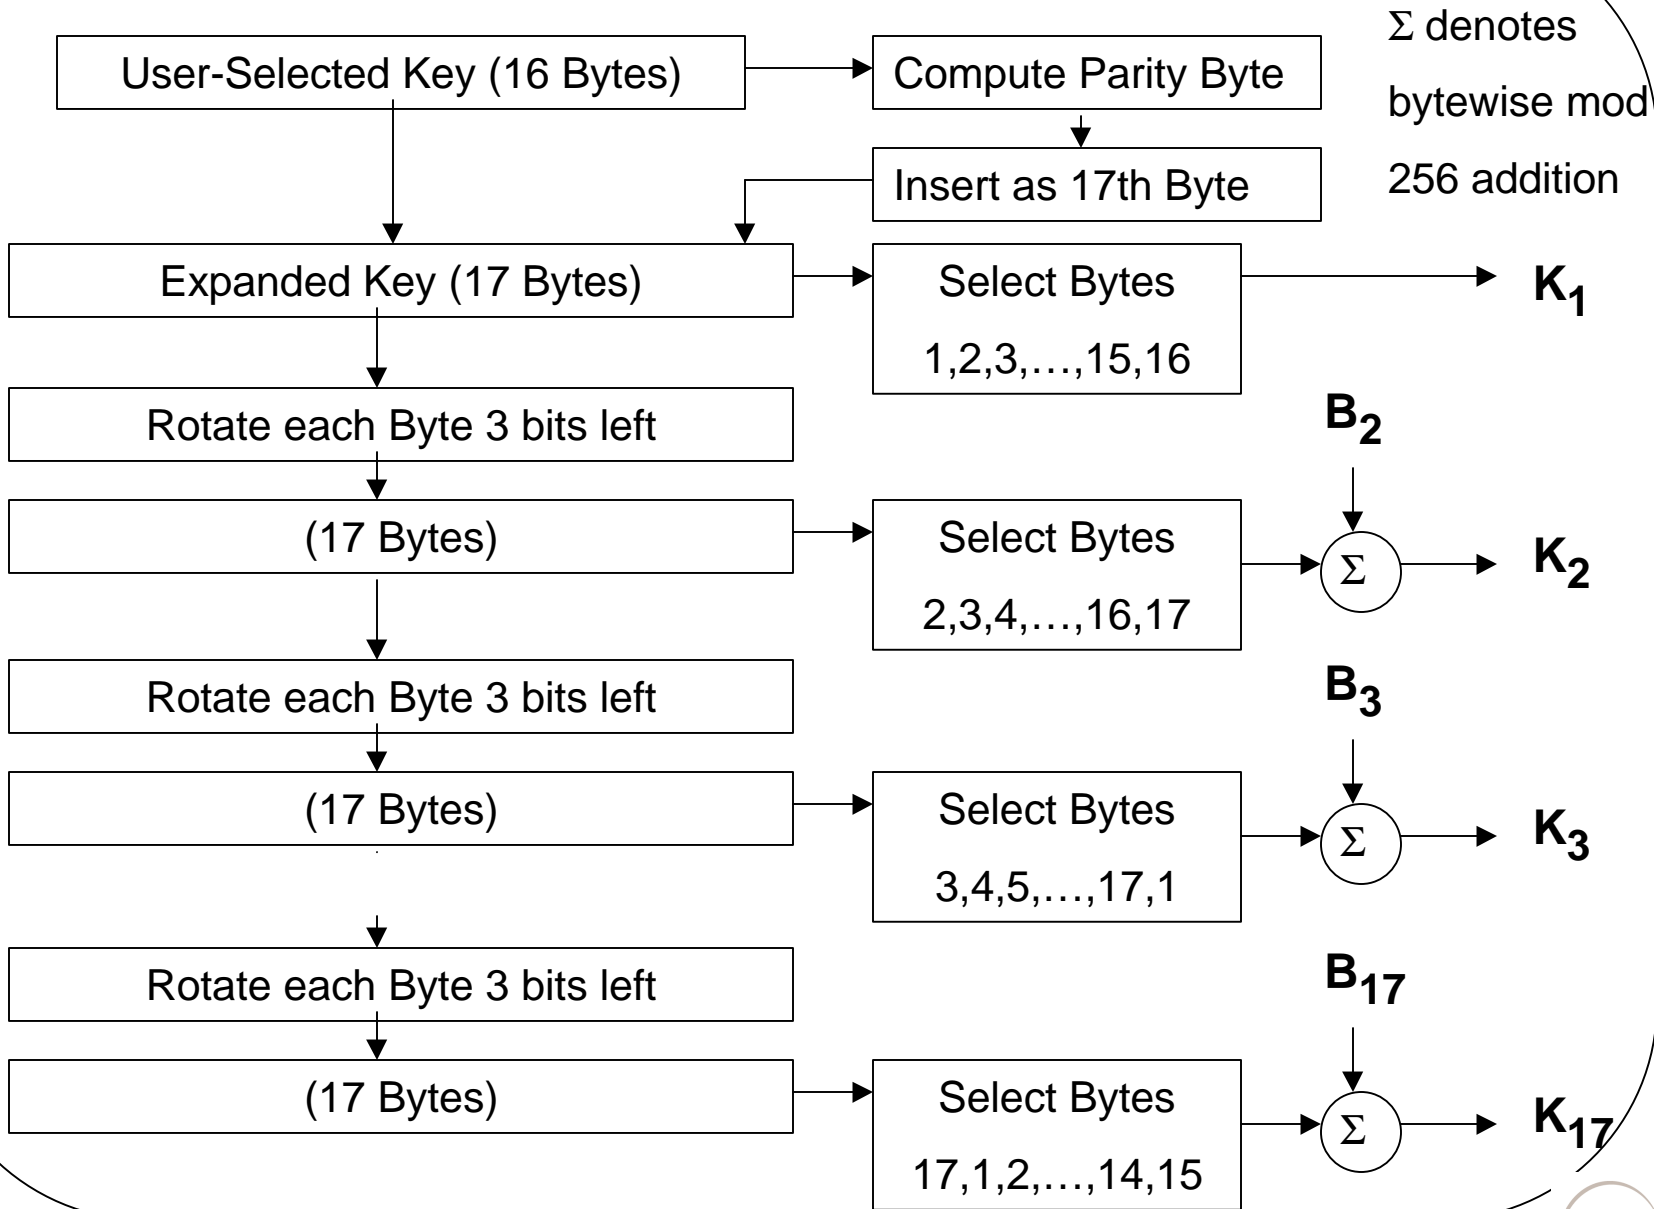 Σ denotes
bytewise mod
256 addition
User-Selected Key (16 Bytes)
Compute Parity Byte
Insert as 17th Byte
Expanded Key (17 Bytes)
Select Bytes
1,2,3,…,15,16
K1
Rotate each Byte 3 bits left
B2
(17 Bytes)
Select Bytes
2,3,4,…,16,17
Σ
K2
Rotate each Byte 3 bits left
B3
(17 Bytes)
Select Bytes
3,4,5,…,17,1
Σ
K3
Rotate each Byte 3 bits left
B17
(17 Bytes)
Select Bytes
17,1,2,…,14,15
Σ
K17